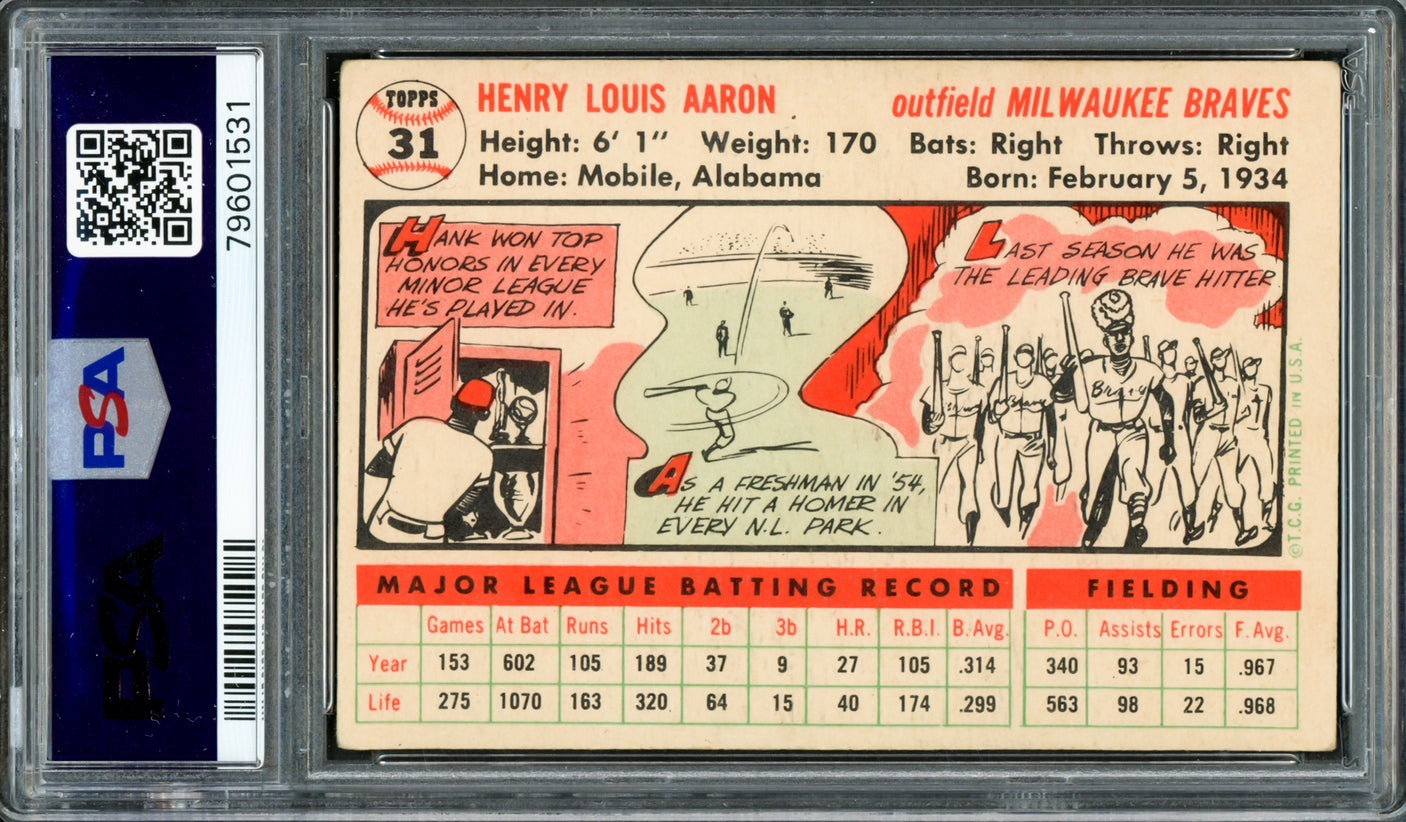 TOPPS
31
HENRY LOUIS AARON
outfield MILWAUKEE BRAVES
Height: 6' 1" Weight: 170 Bats: Right Throws: Right
Home: Mobile, Alabama
Born: February 5, 1934
HANK WON TOP
HONORS IN EVERY
MINOR LEAGUE
HE'S PLAYED IN.
AS A FRESHMAN IN '54,
HE HIT A HOMER IN
EVERY N.L. PARK.
LAST SEASON HE WAS
THE LEADING BRAVE HITTER
Braves
©T.C.G. PRINTED IN U.S.A.
MAJOR LEAGUE BATTING RECORD
FIELDING
Games At Bat Runs Hits 2b 3b H.R. R.B.I. B.Avg. P.O. Assists Errors F. Avg.
Year 153 602 105 189 37 9 27 105 .314 340 93 15 .967
Life 275 1070 163 320 64 15 40 174 .299 563 98 22 .968
79601531
PSA
PSA
PSA